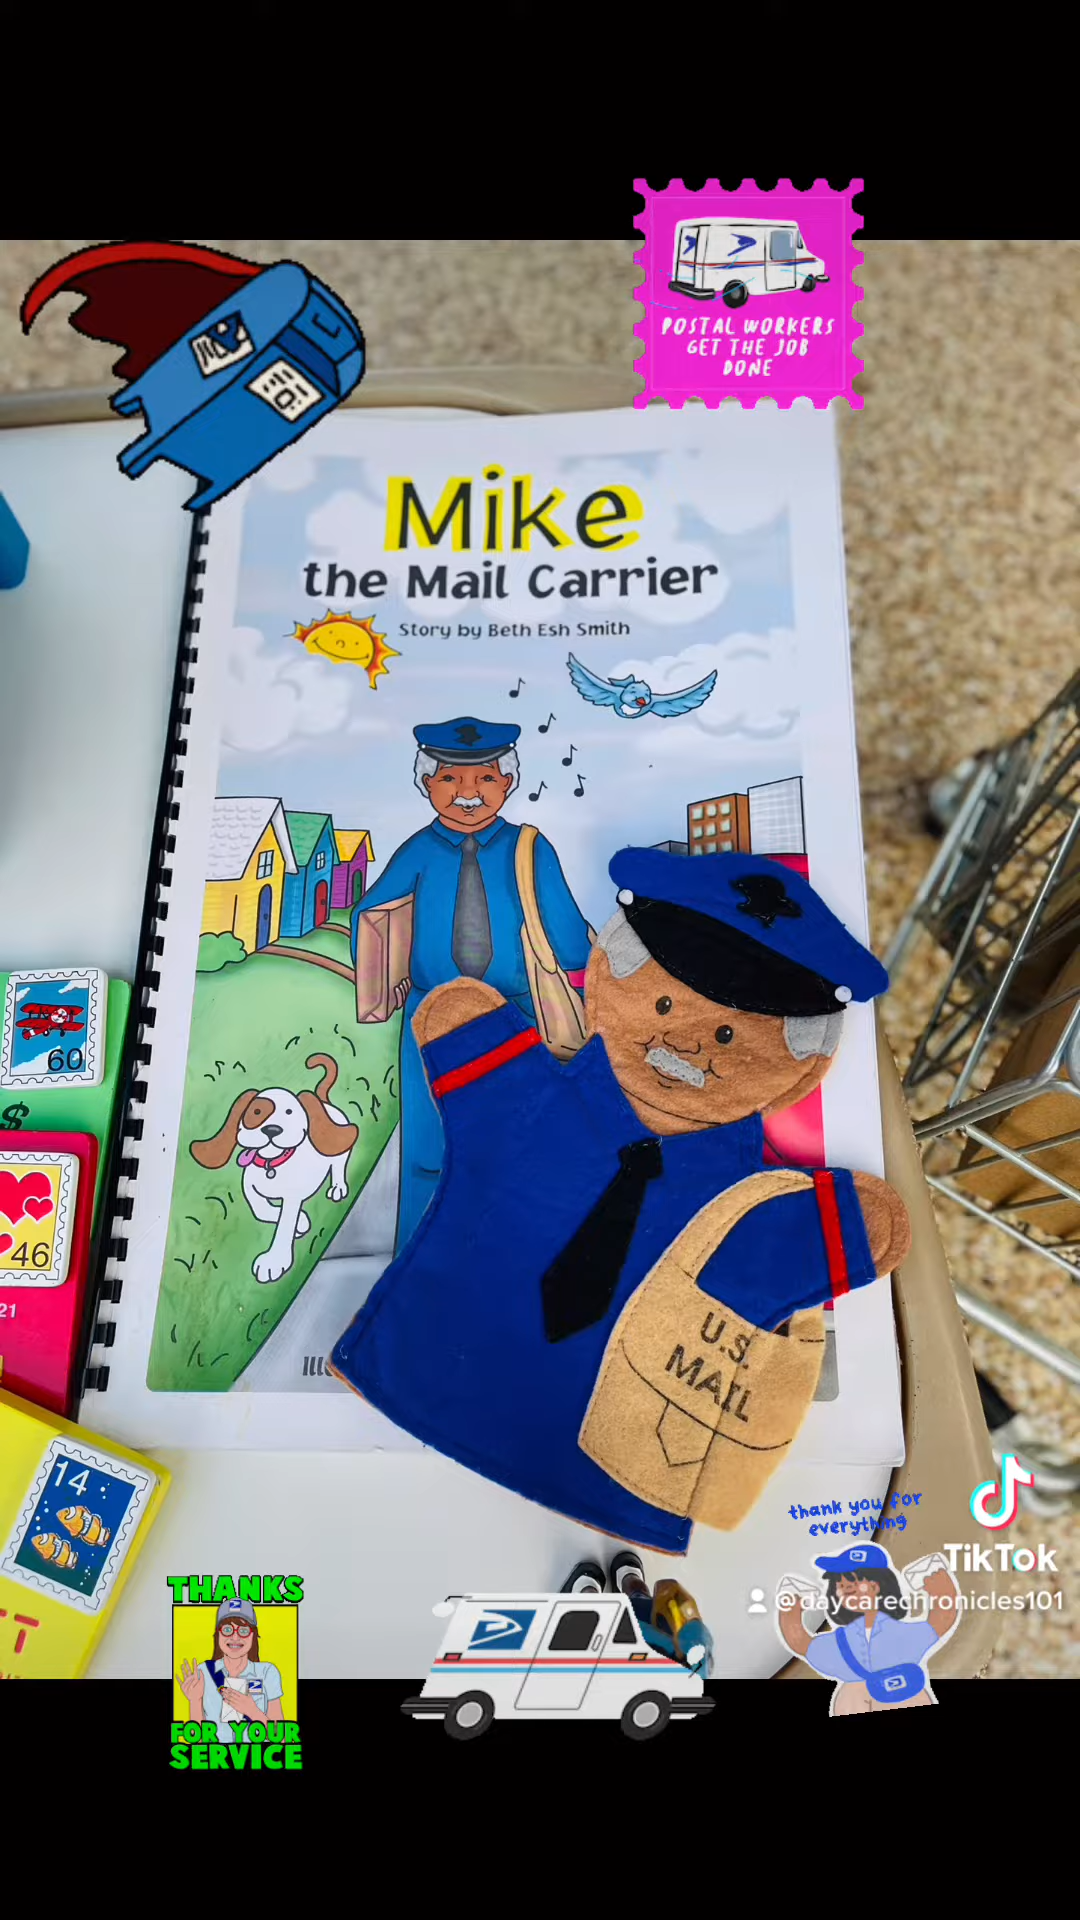 POSTAL WORKERS
GET THE JOB
DONE
Mike
the Mail Carrier
Story by Beth Esh Smith
60
$
46
21
14
T
U.S.
MAIL
thank you for
everything
TikTok
@daycarechronicles101
THANKS
FOR YOUR
SERVICE